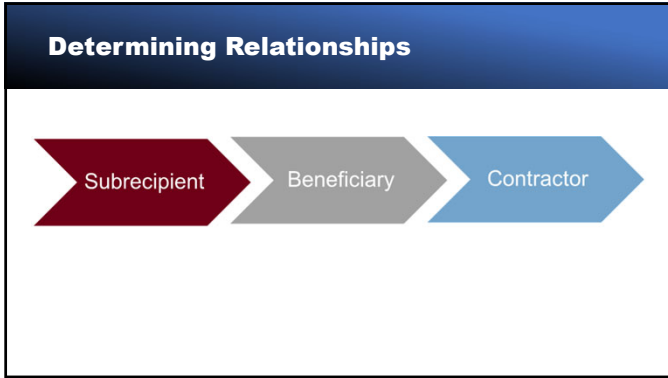 Determining Relationships
Subrecipient
Beneficiary
Contractor